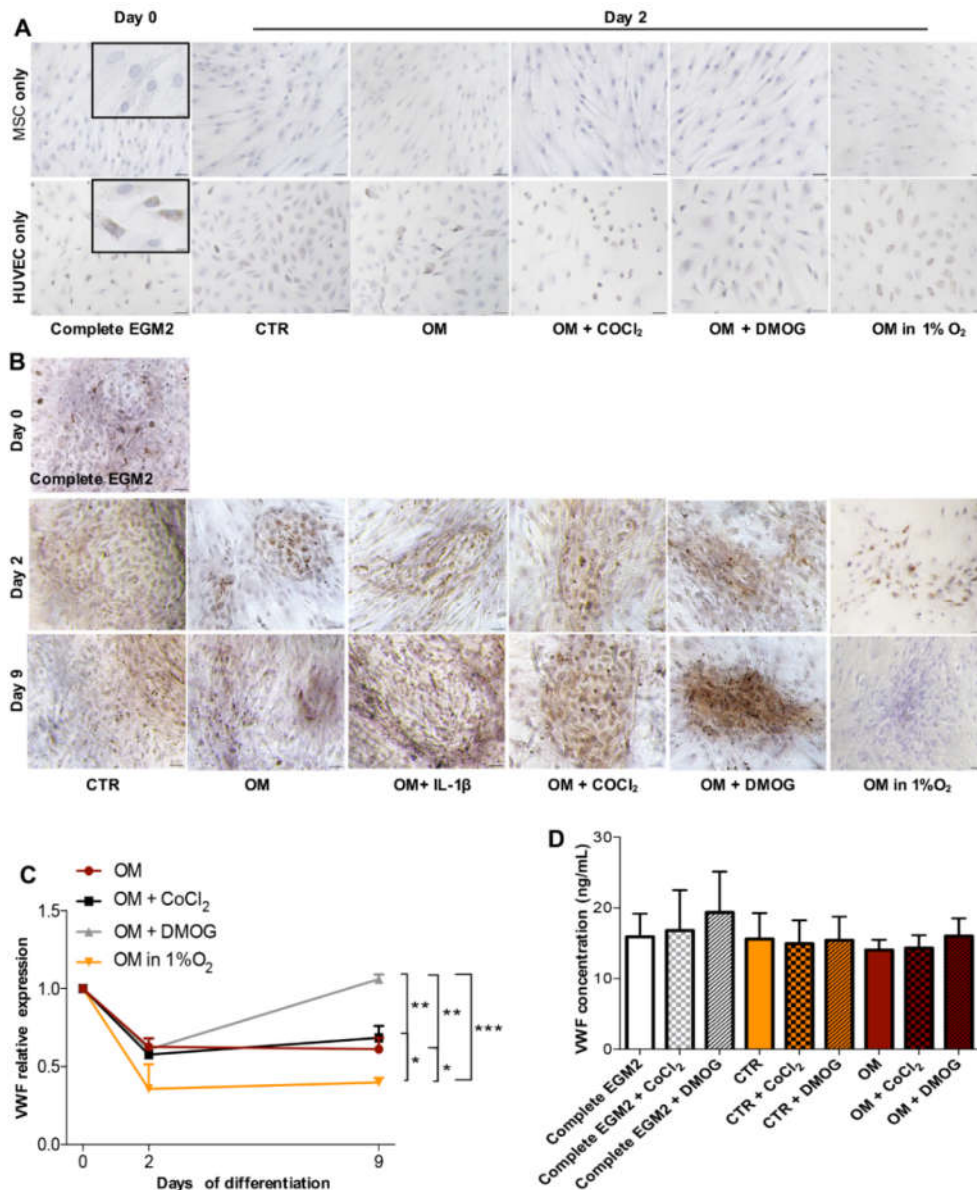 A
Day 0
Day 2
MSC only
HUVEC only
Complete EGM2
CTR
OM
OM + COCl₂
OM + DMOG
OM in 1% O₂
B
Day 0
Complete EGM2
Day 2
Day 9
CTR
OM
OM+ IL-1β
OM + COCl₂
OM + DMOG
OM in 1%O₂
C
OM
OM + CoCl₂
OM + DMOG
OM in 1%O₂
VWF relative expression
1.5
1.0
0.5
0.0
0
2
9
Days of differentiation
**
**
***
*
*
D
VWF concentration (ng/mL)
30
20
10
0
Complete EGM2
Complete EGM2 + CoCl₂
Complete EGM2 + DMOG
CTR
CTR + CoCl₂
CTR + DMOG
OM
OM + CoCl₂
OM + DMOG